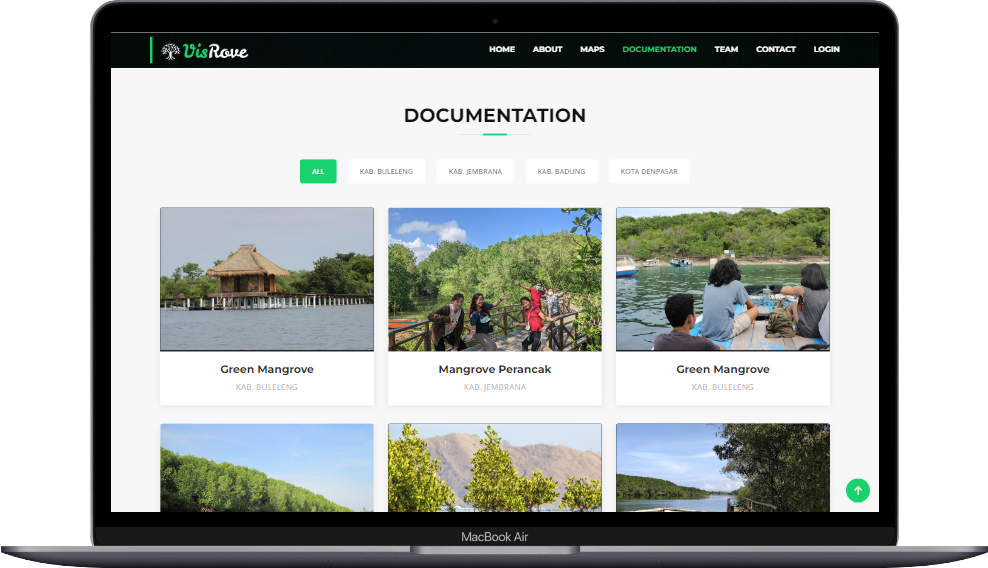 VisRove
HOME ABOUT MAPS DOCUMENTATION TEAM CONTACT LOGIN
DOCUMENTATION
ALL KAB. BULELENG KAB. JEMBRANA KAB. BADUNG KOTA DENPASAR
Green Mangrove Mangrove Perancak Green Mangrove
KAB. BULELENG KAB. JEMBRANA KAB. BULELENG
MacBook Air